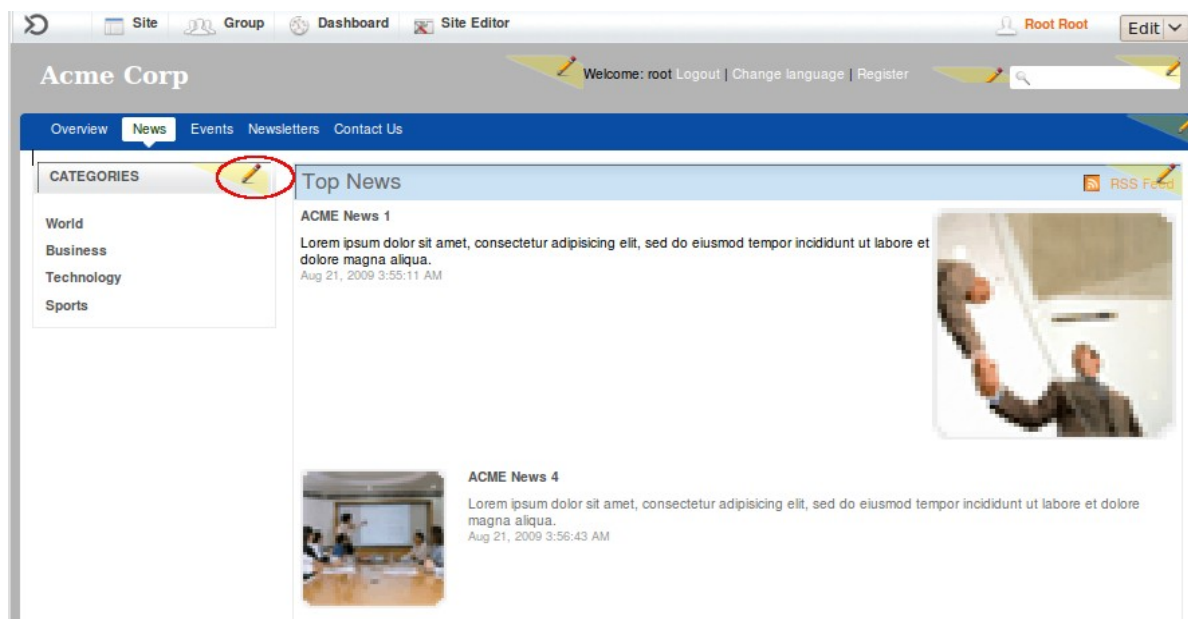 Site Group Dashboard Site Editor Root Root Edit
Acme Corp
Welcome: root Logout | Change language | Register
Overview News Events Newsletters Contact Us
CATEGORIES
World
Business
Technology
Sports
Top News
RSS Feed
ACME News 1
Lorem ipsum dolor sit amet, consectetur adipisicing elit, sed do eiusmod tempor incididunt ut labore et
dolore magna aliqua.
Aug 21, 2009 3:55:11 AM
ACME News 4
Lorem ipsum dolor sit amet, consectetur adipisicing elit, sed do eiusmod tempor incididunt ut labore et dolore
magna aliqua.
Aug 21, 2009 3:56:43 AM